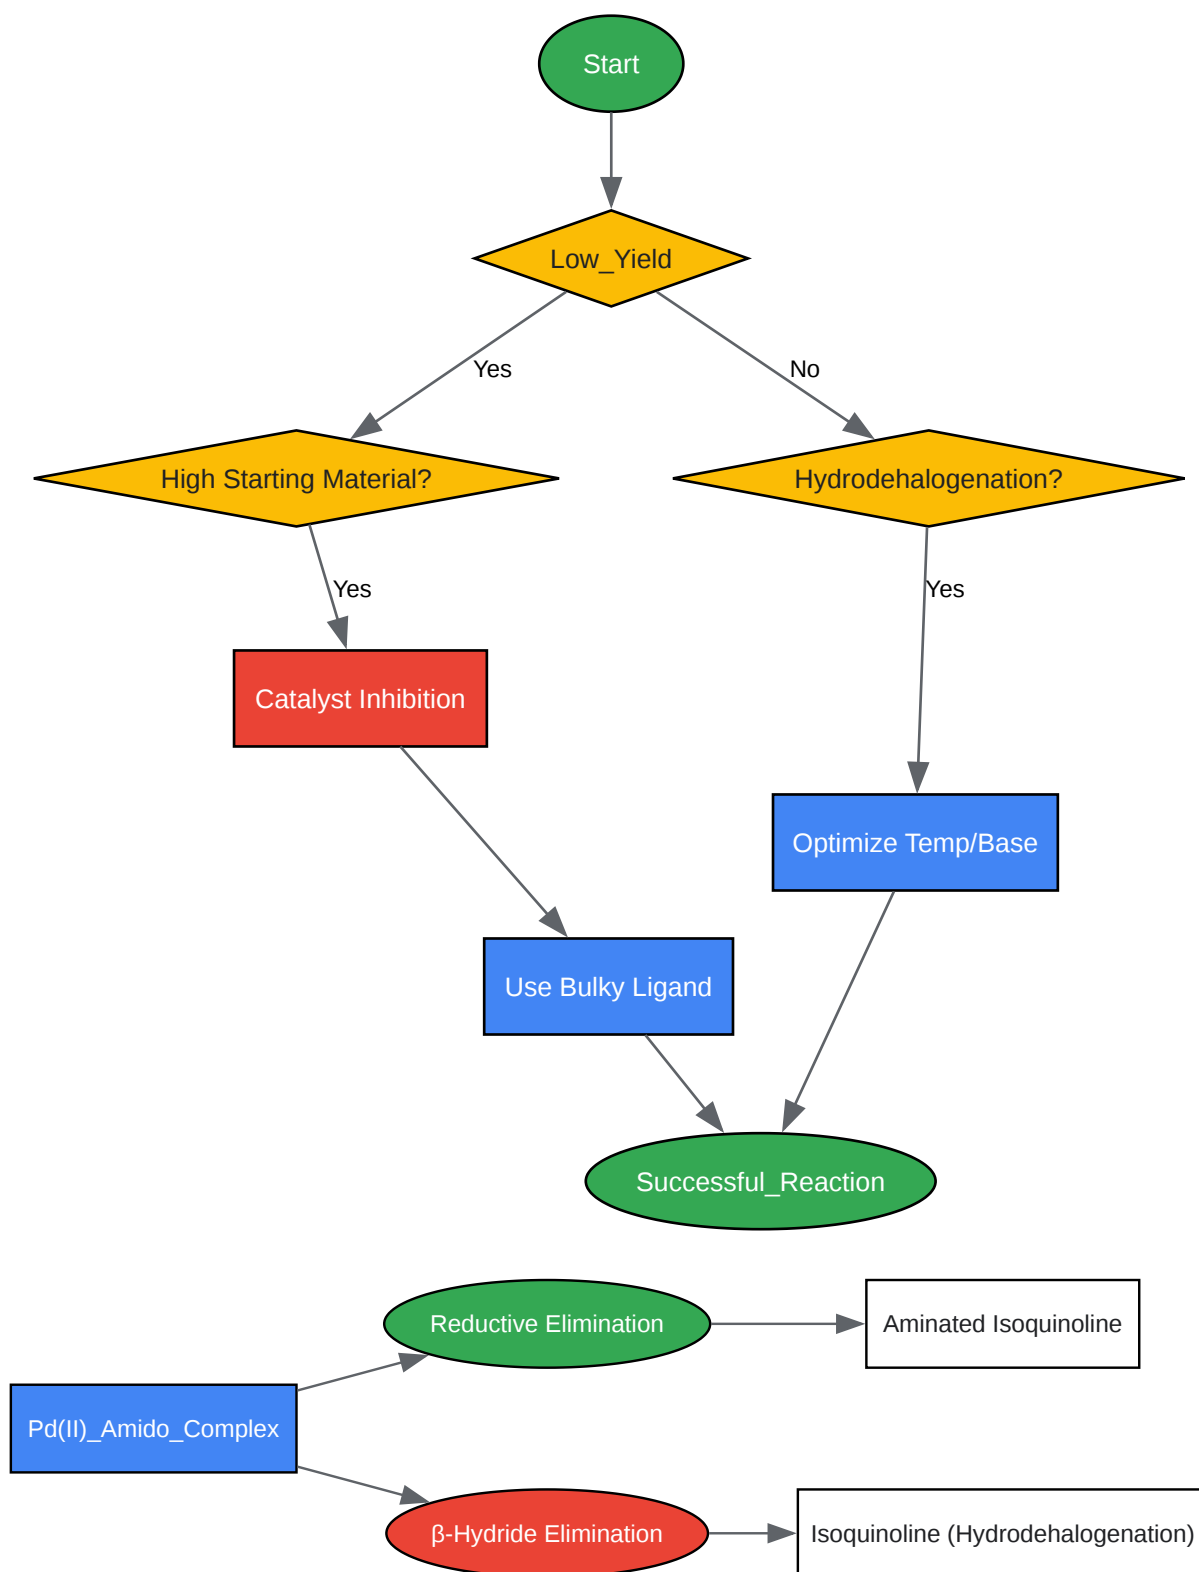 Start
Low_Yield
Yes
No
High Starting Material?
Hydrodehalogenation?
Yes
Yes
Catalyst Inhibition
Optimize Temp/Base
Use Bulky Ligand
Successful_Reaction
Reductive Elimination
Aminated Isoquinoline
Pd(II)_Amido_Complex
β-Hydride Elimination
Isoquinoline (Hydrodehalogenation)